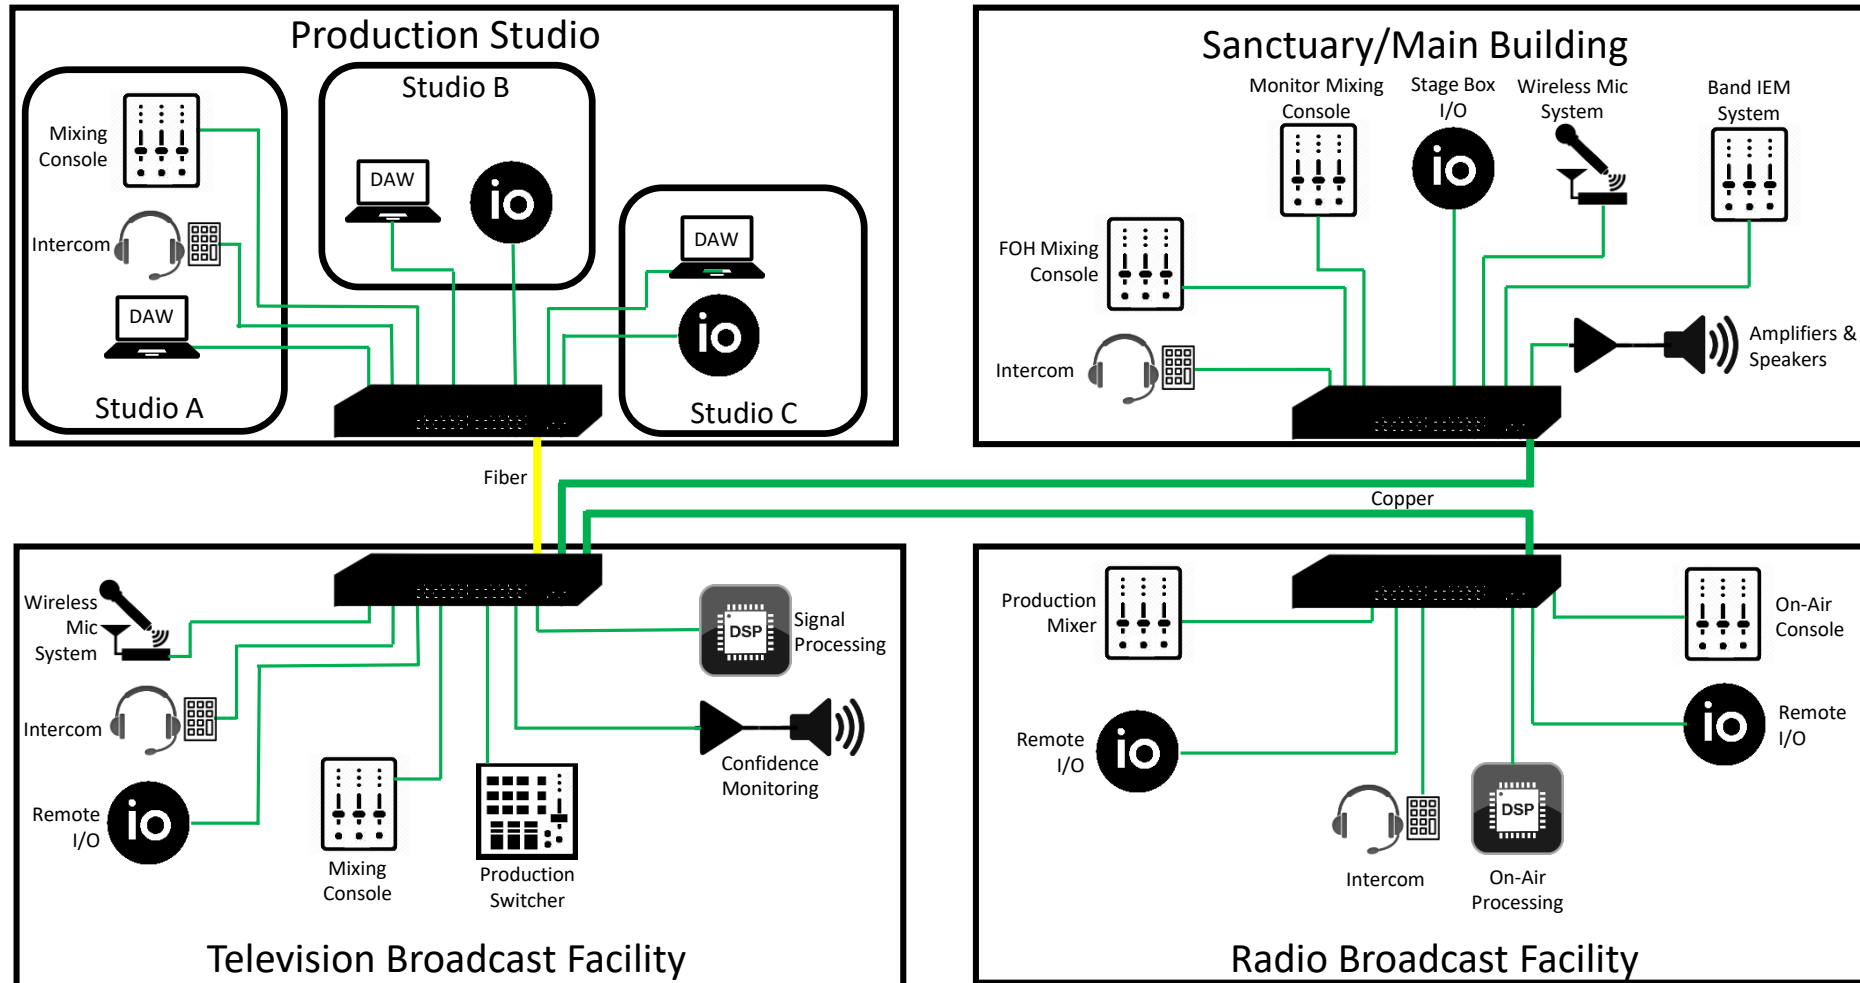 Production Studio
Studio B
Mixing
Console
DAW
io
Intercom
DAW
DAW
io
Studio A
Studio C
Sanctuary/Main Building
Monitor Mixing
Console
Stage Box
I/O
Wireless Mic
System
Band IEM
System
io
FOH Mixing
Console
Intercom
Amplifiers &
Speakers
Fiber
Copper
Wireless
Mic
System
DSP
Signal
Processing
Intercom
Confidence
Monitoring
Remote
I/O
io
Mixing
Console
Production
Switcher
Television Broadcast Facility
Production
Mixer
On-Air
Console
Remote
I/O
io
io
Remote
I/O
DSP
Intercom
On-Air
Processing
Radio Broadcast Facility